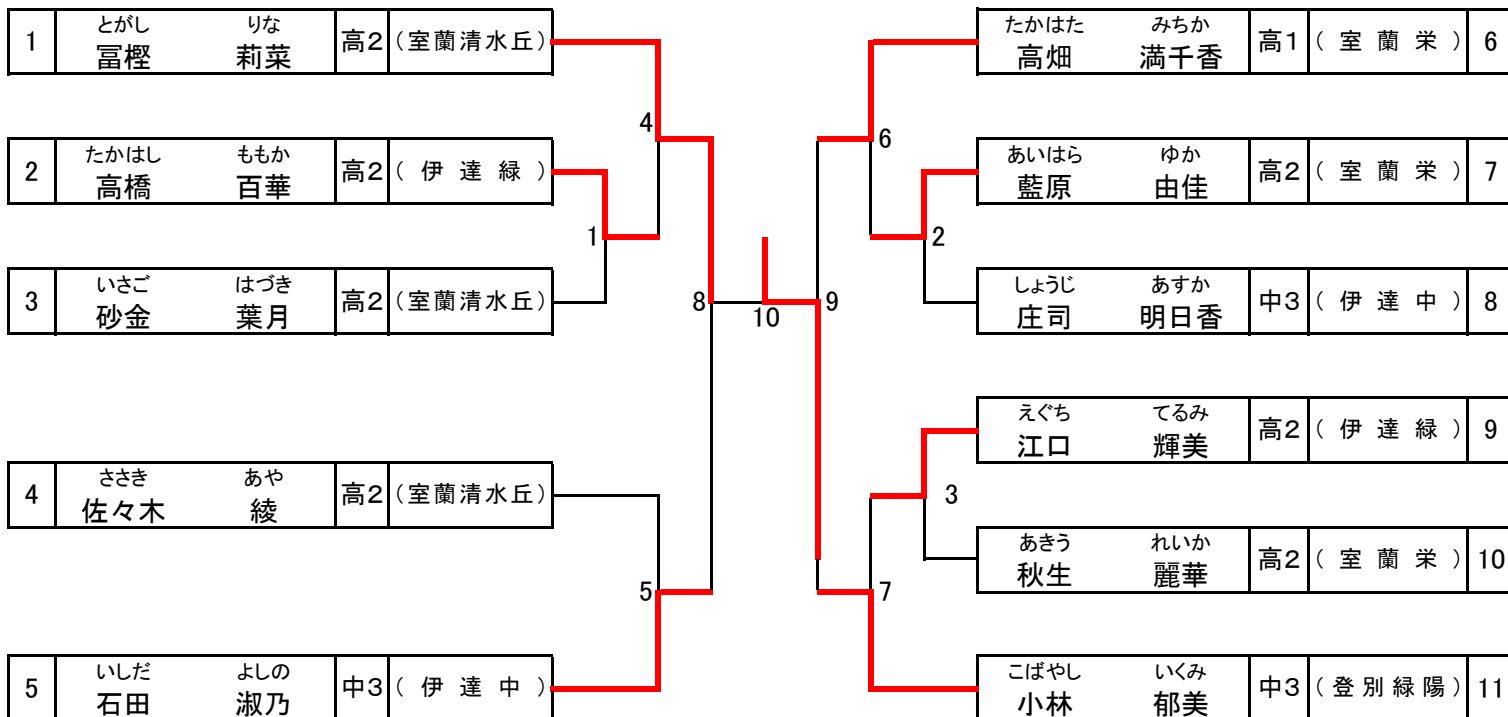 とがし りな
1 冨樫 莉菜 高2 (室蘭清水丘)
たかはし ももか
2 高橋 百華 高2 (伊達緑)
いさご はづき
3 砂金 葉月 高2 (室蘭清水丘)
ささき あや
4 佐々木 綾 高2 (室蘭清水丘)
いしだ よしの
5 石田 淑乃 中3 (伊達中)
4
1
8
5
10
9
6
2
3
7
たかはた みちか
高畑 満千香 高1 (室蘭栄) 6
あいはら ゆか
藍原 由佳 高2 (室蘭栄) 7
しょうじ あすか
庄司 明日香 中3 (伊達中) 8
えぐち てるみ
江口 輝美 高2 (伊達緑) 9
あきう れいか
秋生 麗華 高2 (室蘭栄) 10
こばやし いくみ
小林 郁美 中3 (登別緑陽) 11